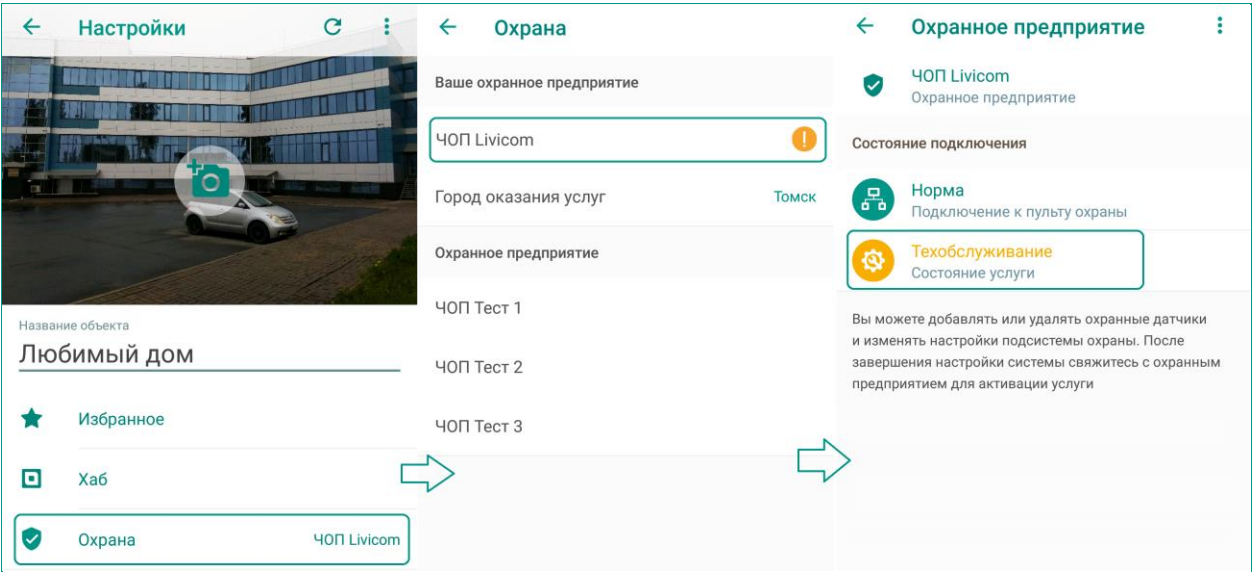 Настройки
Название объекта
Любимый дом
Избранное
Хаб
Охрана ЧОП Livicom
Охрана
Ваше охранное предприятие
ЧОП Livicom
Город оказания услуг Томск
Охранное предприятие
ЧОП Тест 1
ЧОП Тест 2
ЧОП Тест 3
Охранное предприятие
ЧОП Livicom
Охранное предприятие
Состояние подключения
Норма
Подключение к пульту охраны
Техобслуживание
Состояние услуги
Вы можете добавлять или удалять охранные датчики
и изменять настройки подсистемы охраны. После
завершения настройки системы свяжитесь с охранным
предприятием для активации услуги